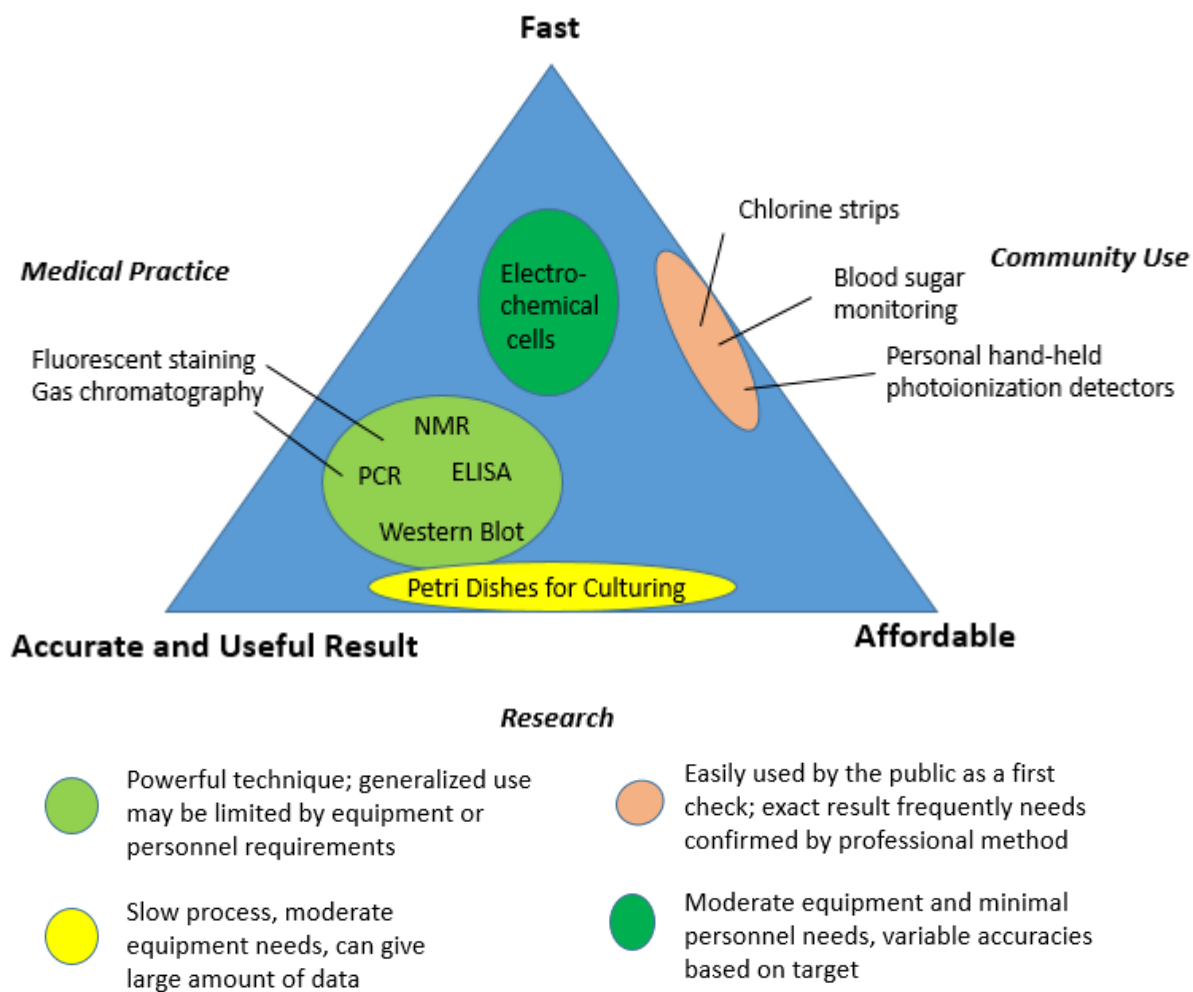 Fast
Chlorine strips
Medical Practice
Community Use
Electro-
chemical
cells
Blood sugar
monitoring
Fluorescent staining
Gas chromatography
Personal hand-held
photoionization detectors
NMR
PCR
ELISA
Western Blot
Petri Dishes for Culturing
Accurate and Useful Result
Affordable
Research
Powerful technique; generalized use
may be limited by equipment or
personnel requirements
Easily used by the public as a first
check; exact result frequently needs
confirmed by professional method
Slow process, moderate
equipment needs, can give
large amount of data
Moderate equipment and minimal
personnel needs, variable accuracies
based on target